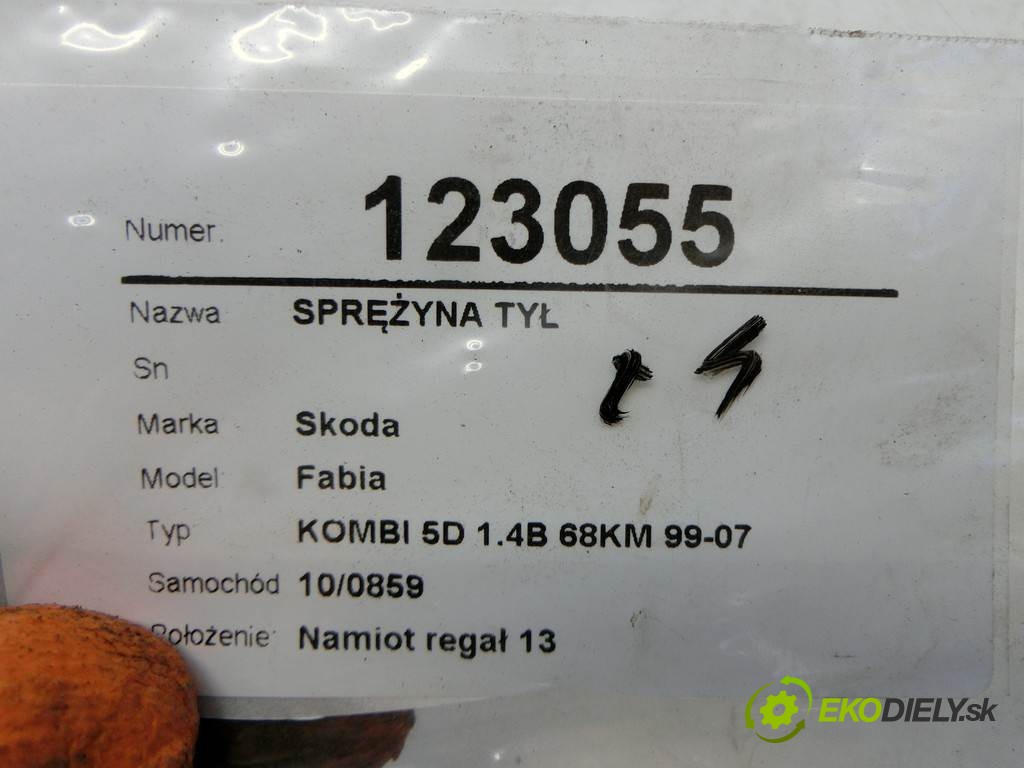 Numer. 123055
Nazwa SPRĘŻYNA TYŁ
Sn
Marka Skoda
Model Fabia
Typ KOMBI 5D 1.4B 68KM 99-07
Samochód 10/0859
Położenie: Namiot regał 13
EKODIELY.sk